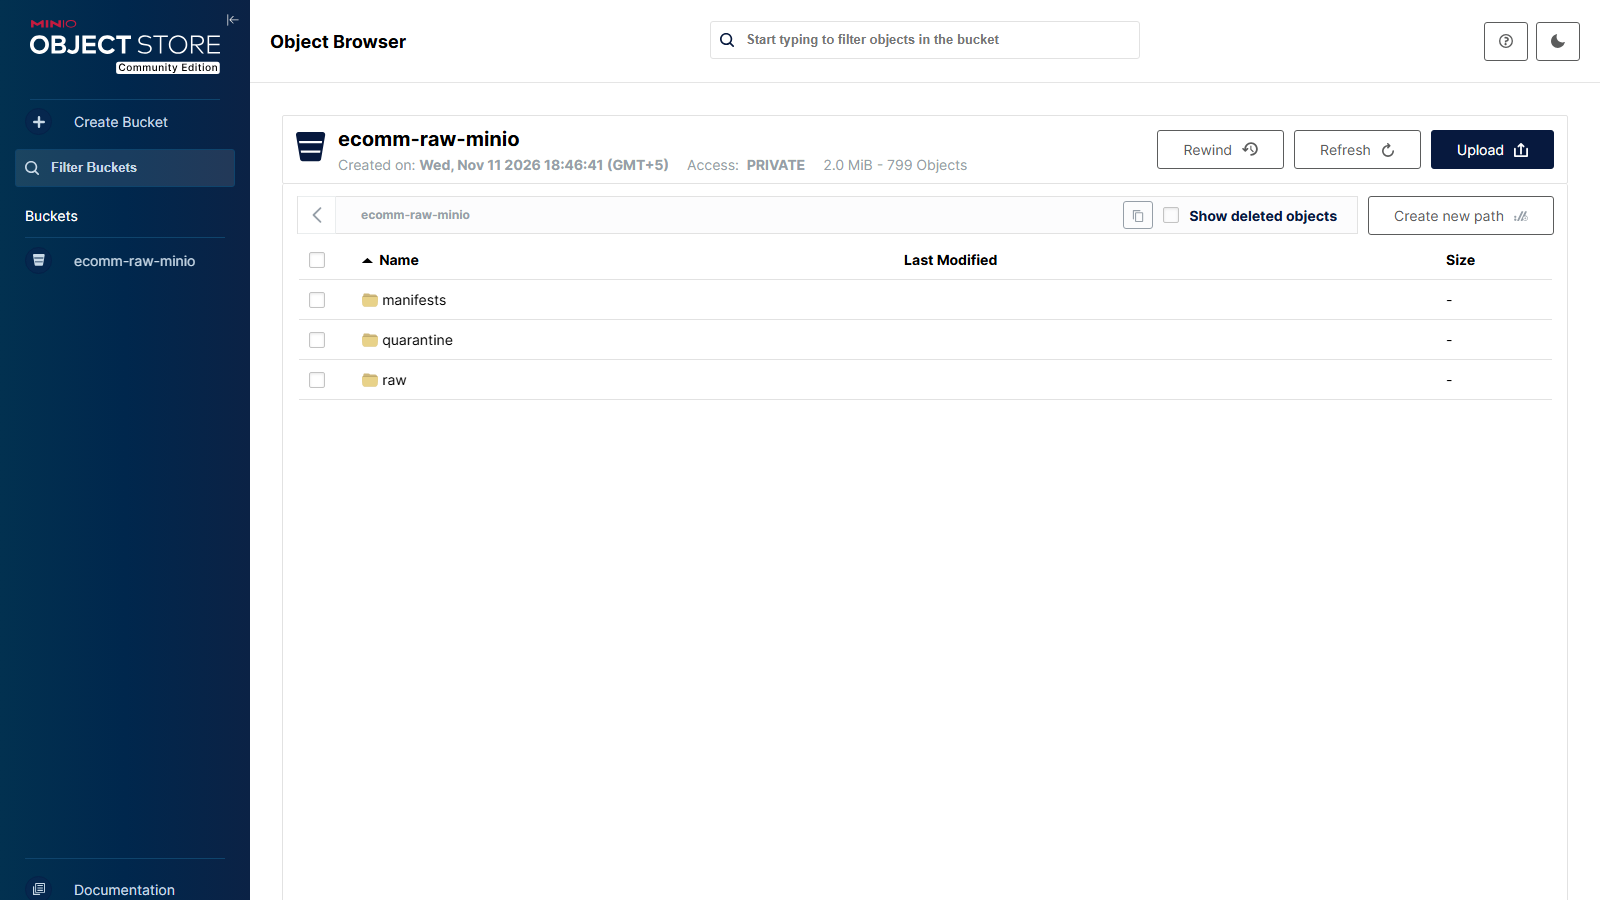 MINIO
OBJECT STORE
Community Edition
Create Bucket
Filter Buckets
Buckets
ecomm-raw-minio
Documentation
Object Browser
Start typing to filter objects in the bucket
ecomm-raw-minio
Created on: Wed, Nov 11 2026 18:46:41 (GMT+5) Access: PRIVATE 2.0 MiB - 799 Objects
Rewind
Refresh
Upload
ecomm-raw-minio
Show deleted objects
Create new path
Name Last Modified Size
manifests -
quarantine -
raw -